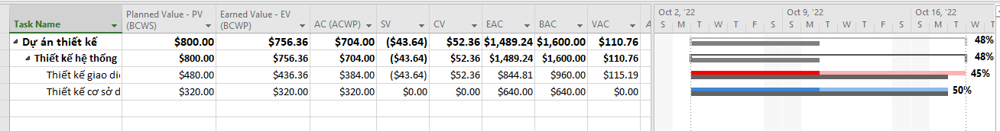 Oct 2, '22 Oct 9, '22 Oct 16, '22
Task Name Planned Value - PV (BCWS) Earned Value - EV (BCWP) AC (ACWP) SV CV EAC BAC VAC A S M T W T F S S M T W T F S S M T W T
Dự án thiết kế $800.00 $756.36 $704.00 ($43.64) $52.36 $1,489.24 $1,600.00 $110.76 48%
Thiết kế hệ thống $800.00 $756.36 $704.00 ($43.64) $52.36 $1,489.24 $1,600.00 $110.76 48%
Thiết kế giao diệ $480.00 $436.36 $384.00 ($43.64) $52.36 $844.81 $960.00 $115.19 45%
Thiết kế cơ sở d $320.00 $320.00 $320.00 $0.00 $0.00 $640.00 $640.00 $0.00 50%